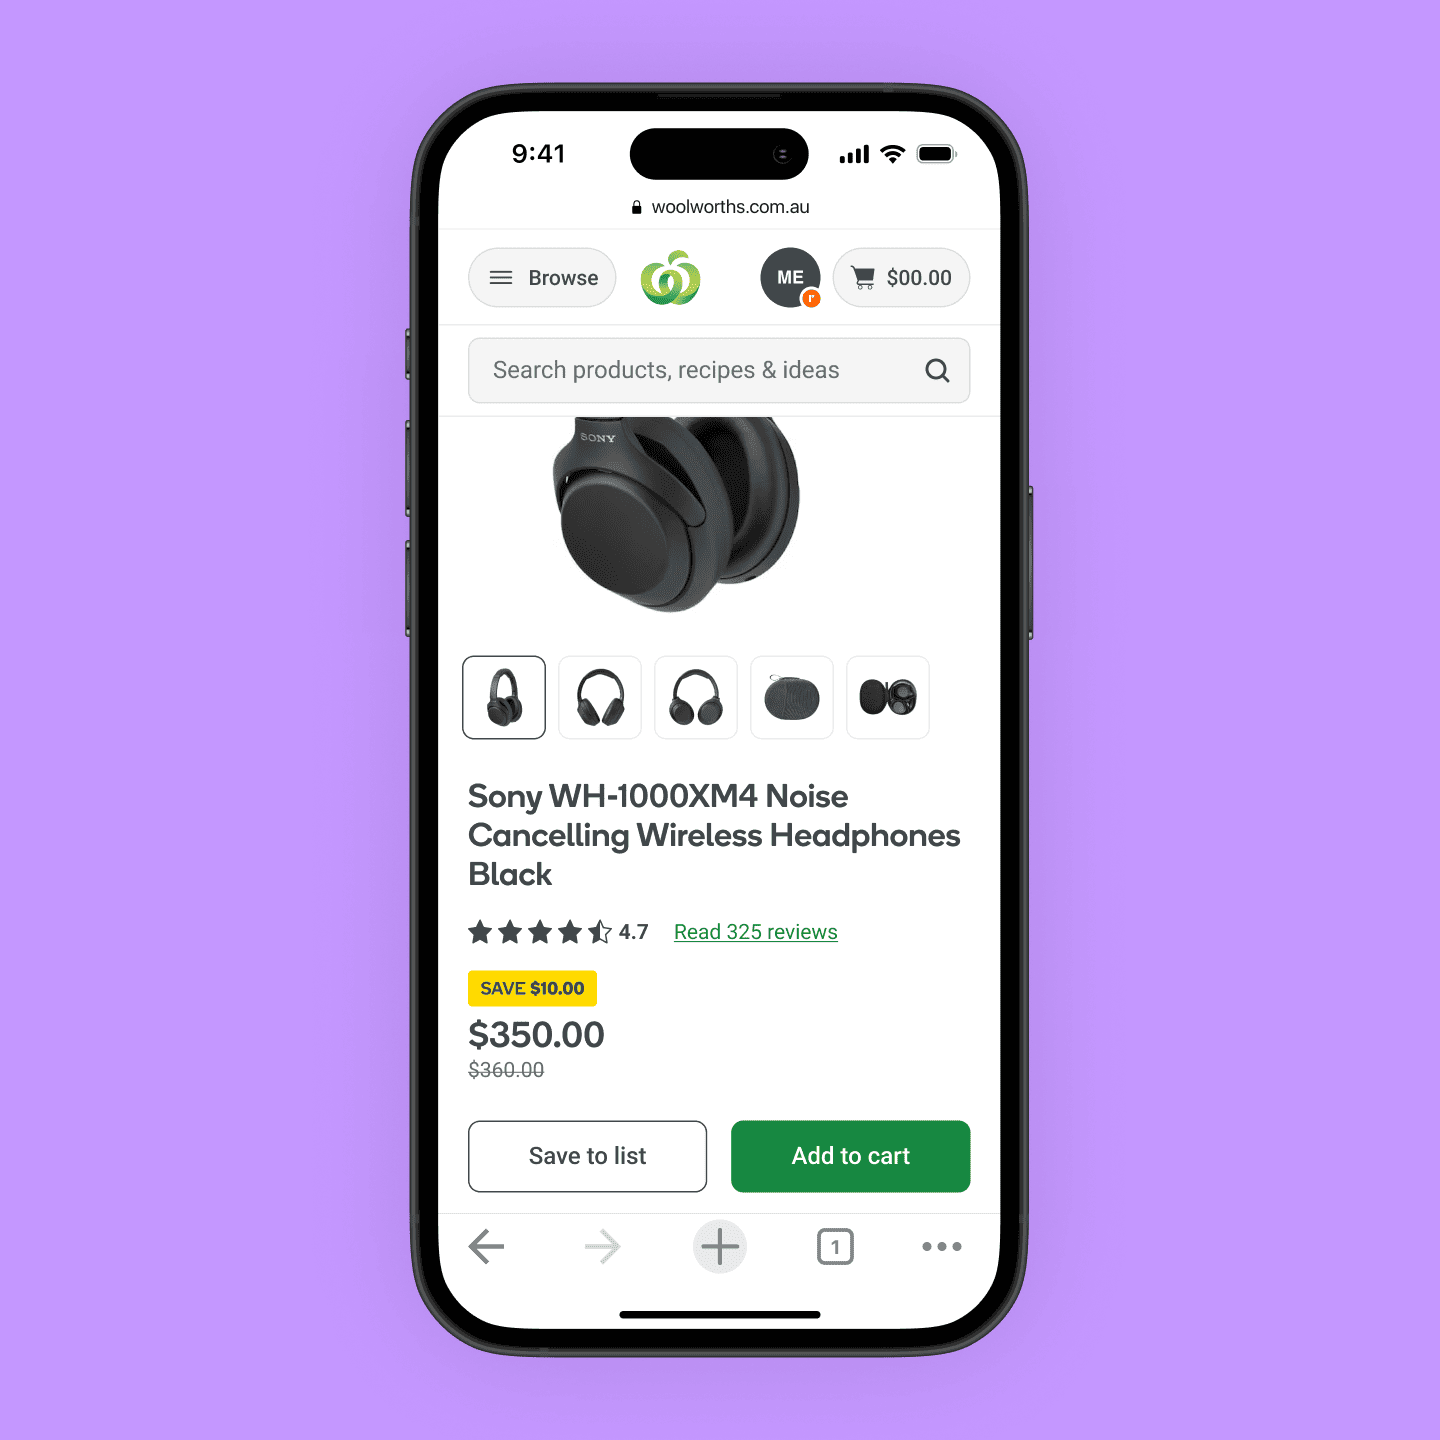 9:41
woolworths.com.au
Browse
ME
r
$00.00
Search products, recipes & ideas
SONY
Sony WH-1000XM4 Noise
Cancelling Wireless Headphones
Black
4.7 Read 325 reviews
SAVE $10.00
$350.00
$360.00
Save to list
Add to cart
1